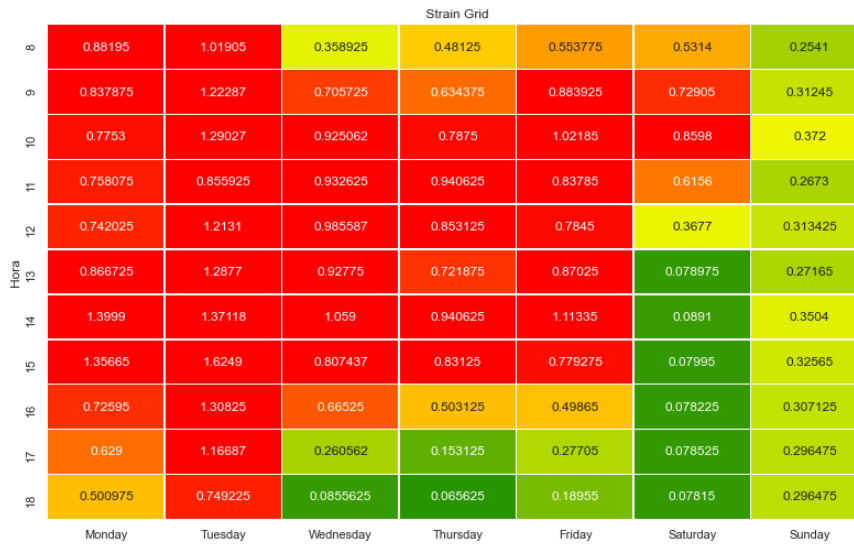 Strain Grid
8 0.88195 1.01905 0.358925 0.48125 0.553775 0.5314 0.2541
9 0.837875 1.22287 0.705725 0.634375 0.883925 0.72905 0.31245
10 0.7753 1.29027 0.925062 0.7875 1.02185 0.8598 0.372
11 0.758075 0.855925 0.932625 0.940625 0.83785 0.6156 0.2673
12 0.742025 1.2131 0.985587 0.853125 0.7845 0.3677 0.313425
Hora
13 0.866725 1.2877 0.92775 0.721875 0.87025 0.078975 0.27165
14 1.3999 1.37118 1.059 0.940625 1.11335 0.0891 0.3504
15 1.35665 1.6249 0.807437 0.83125 0.779275 0.07995 0.32565
16 0.72595 1.30825 0.66525 0.503125 0.49865 0.078225 0.307125
17 0.629 1.16687 0.260562 0.153125 0.27705 0.078525 0.296475
18 0.500975 0.749225 0.0855625 0.065625 0.18955 0.07815 0.296475
Monday Tuesday Wednesday Thursday Friday Saturday Sunday